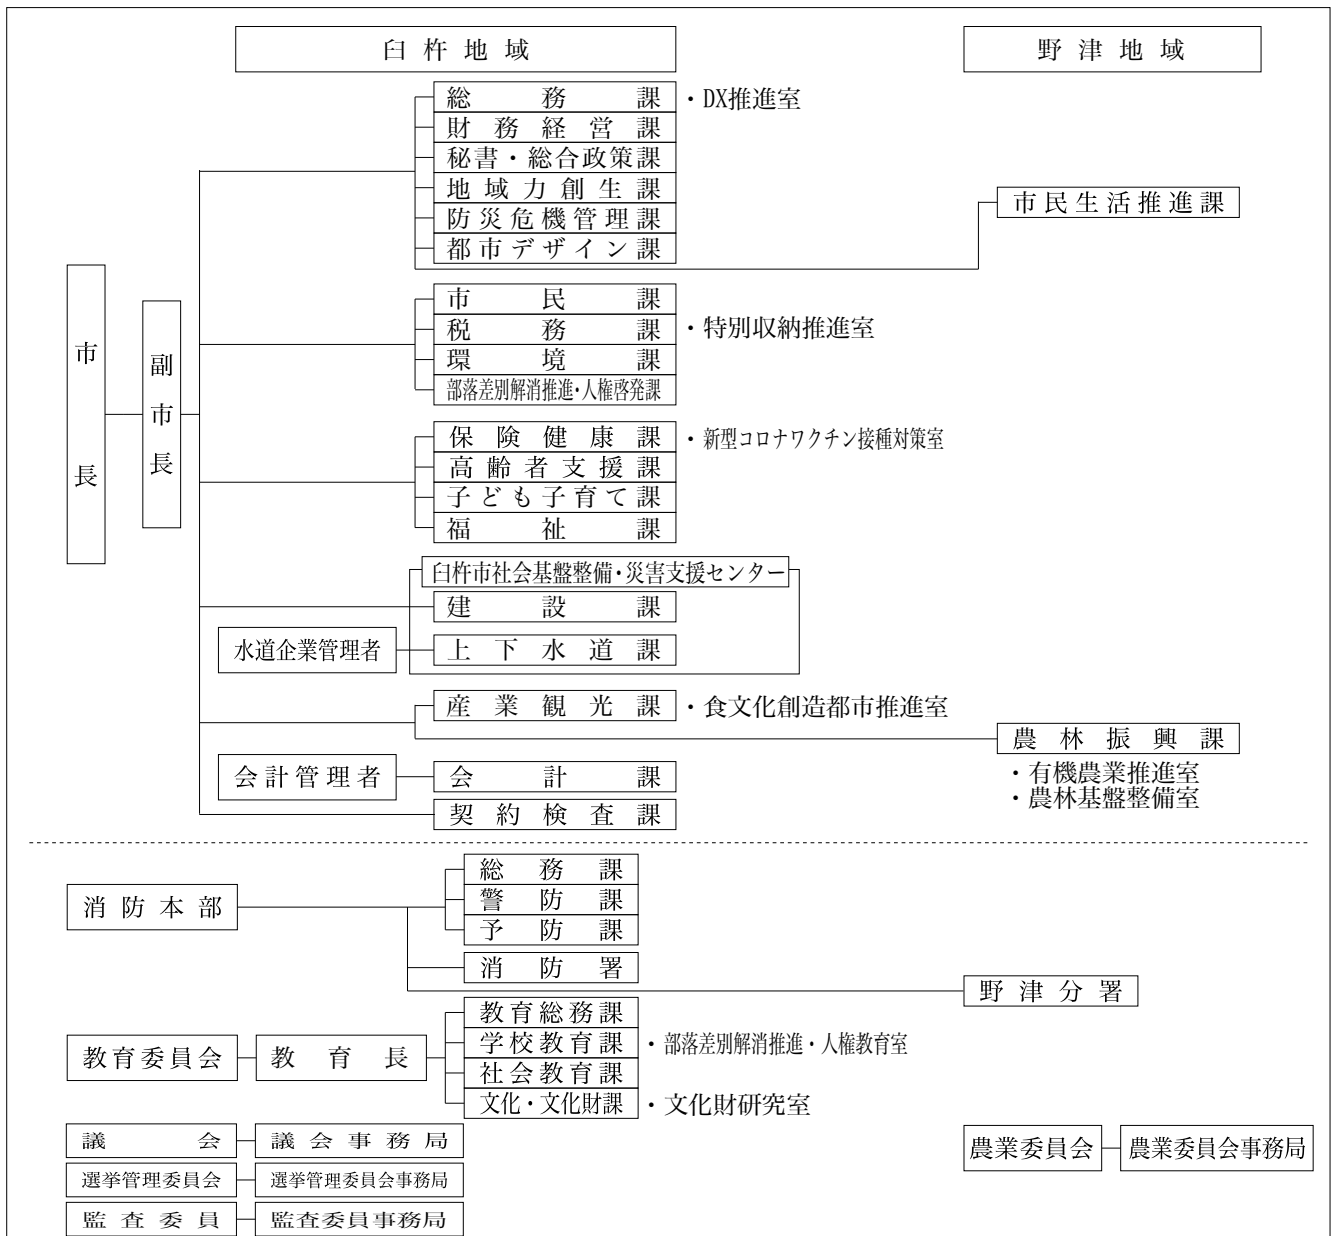 臼杵地域
野津地域
総務課
・DX推進室
財務経営課
秘書・総合政策課
地域力創生課
防災危機管理課
都市デザイン課
市民生活推進課
市長
副市長
市民課
税務課
・特別収納推進室
環境課
部落差別解消推進・人権啓発課
保険健康課
・新型コロナワクチン接種対策室
高齢者支援課
子ども子育て課
福祉課
臼杵市社会基盤整備・災害支援センター
建設課
水道企業管理者
上下水道課
産業観光課
・食文化創造都市推進室
農林振興課
・有機農業推進室
・農林基盤整備室
会計管理者
会計課
契約検査課
消防本部
総務課
警防課
予防課
消防署
野津分署
教育委員会
教育長
教育総務課
学校教育課
・部落差別解消推進・人権教育室
社会教育課
文化・文化財課
・文化財研究室
議会
議会事務局
農業委員会
農業委員会事務局
選挙管理委員会
選挙管理委員会事務局
監査委員
監査委員事務局